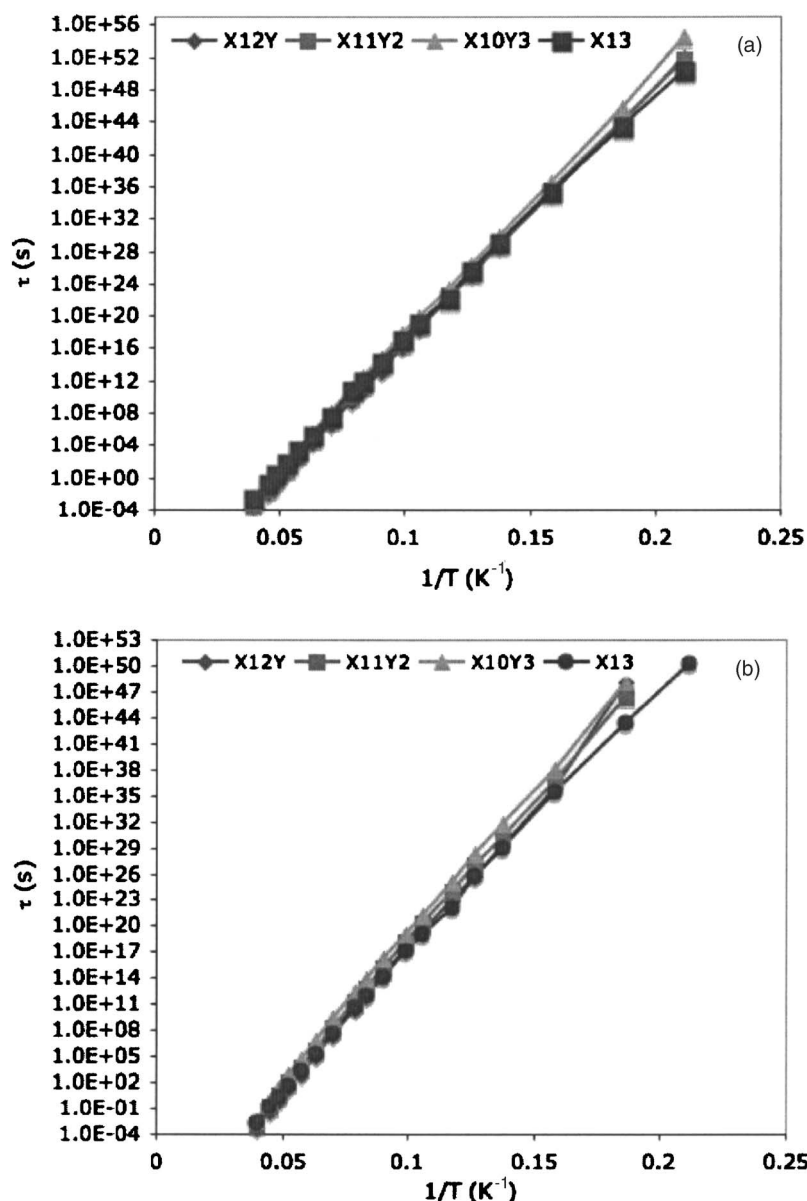 1.0E+56
X12Y X11Y2 X10Y3 X13 (a)
1.0E+52
1.0E+48
1.0E+44
1.0E+40
1.0E+36
1.0E+32
1.0E+28
1.0E+24
1.0E+20
1.0E+16
1.0E+12
1.0E+08
1.0E+04
1.0E+00
1.0E-04
τ (s)
0 0.05 0.1 0.15 0.2 0.25
1/T (K⁻¹)
1.0E+53
X12Y X11Y2 X10Y3 X13 (b)
1.0E+50
1.0E+47
1.0E+44
1.0E+41
1.0E+38
1.0E+35
1.0E+32
1.0E+29
1.0E+26
1.0E+23
1.0E+20
1.0E+17
1.0E+14
1.0E+11
1.0E+08
1.0E+05
1.0E+02
1.0E-01
1.0E-04
τ (s)
0 0.05 0.1 0.15 0.2 0.25
1/T (K⁻¹)